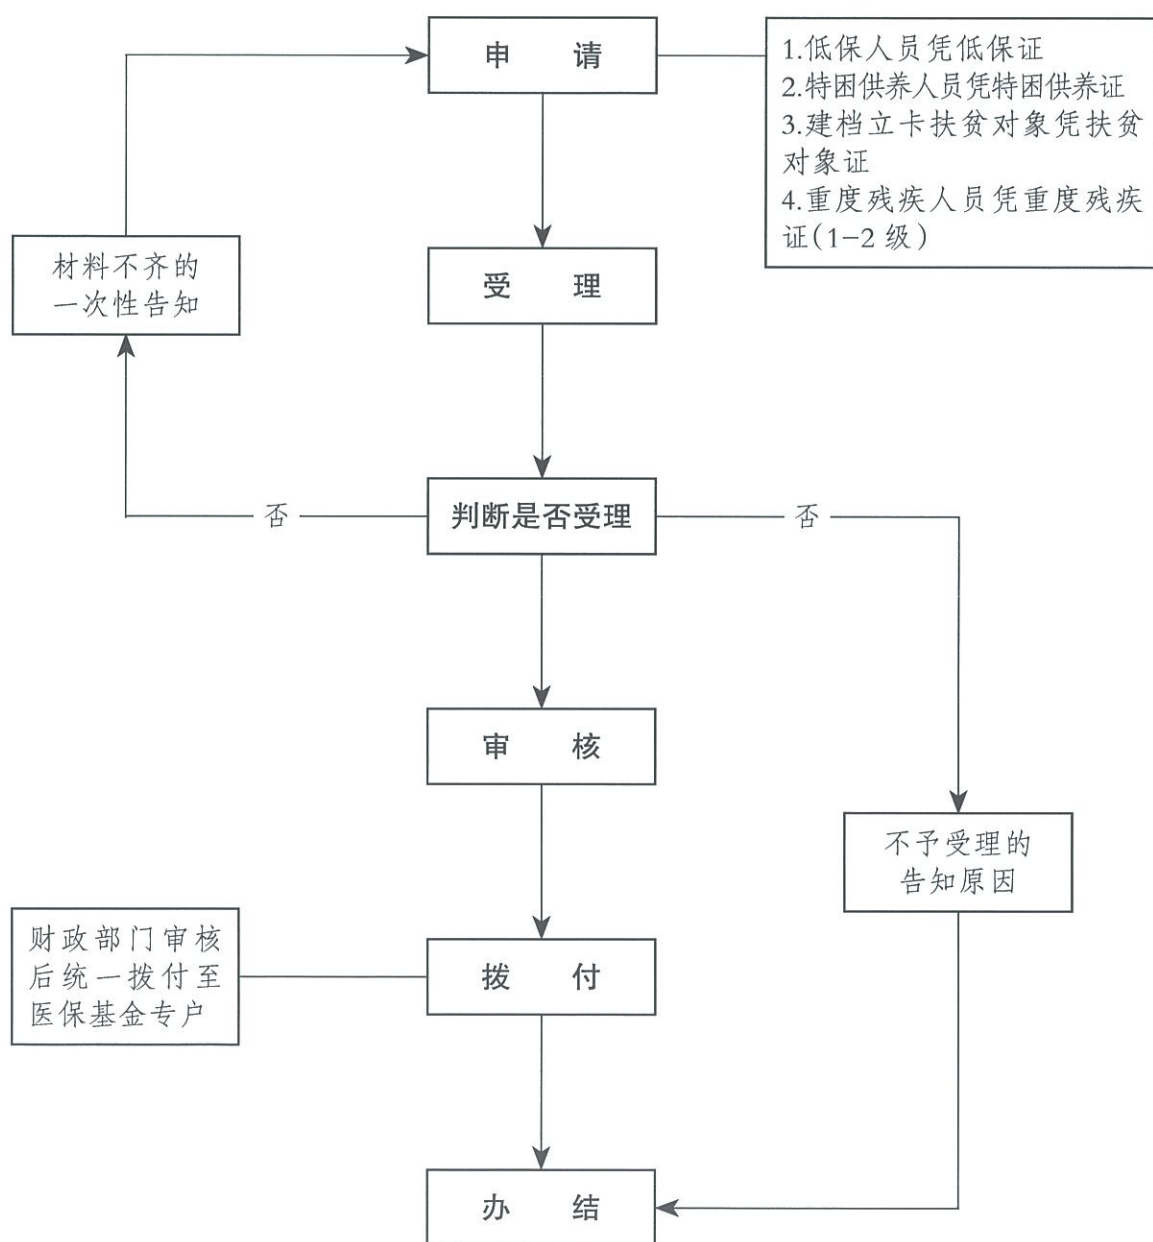 申 请
1.低保人员凭低保证
2.特困供养人员凭特困供养证
3.建档立卡扶贫
对象凭扶贫
对象证
4.重度残疾人员凭重度残疾
证(1-2 级)
材料不齐的
一次性告知
受 理
否
判断是否受理
否
审 核
不予受理的
告知原因
财政部门审核
后统一拨付至
医保基金专户
拨 付
办 结